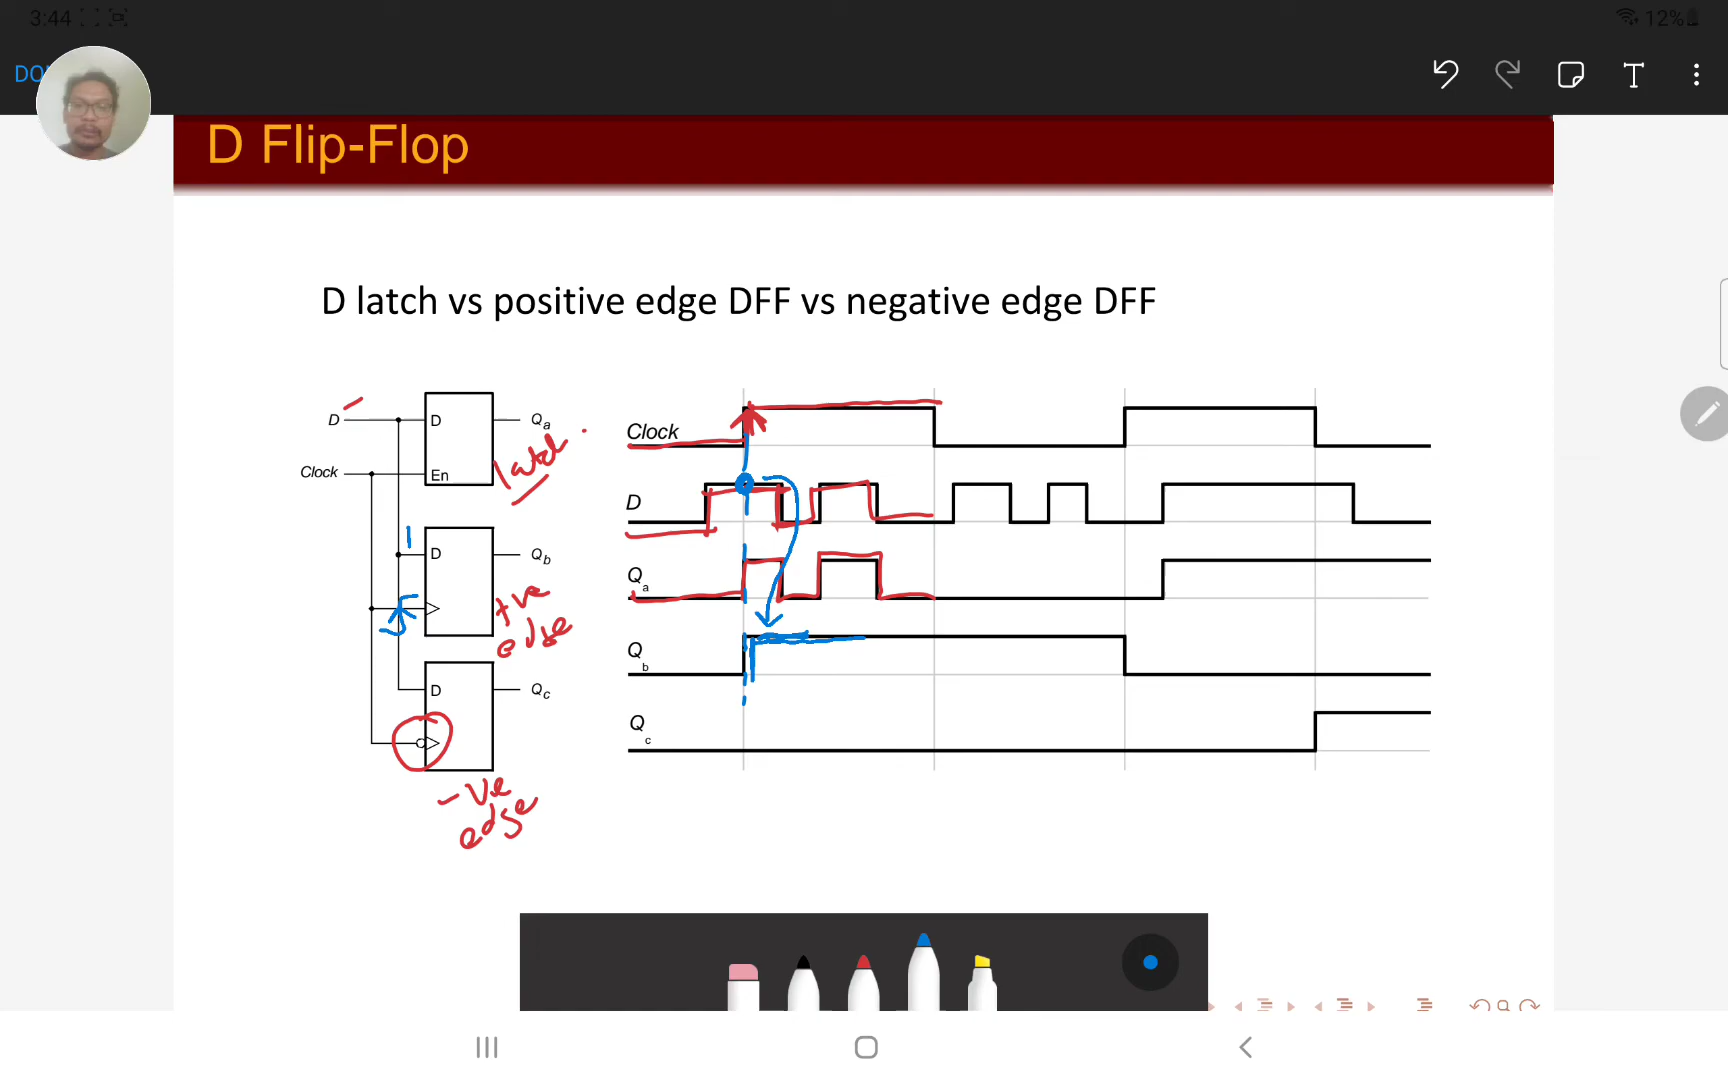 3:44
12%
DO
D Flip-Flop
D latch vs positive edge DFF vs negative edge DFF
D
D
Qa
latch
Clock
En
1
D
Qb
+ve
edge
D
Qc
-ve
edge
Clock
D
Qa
Qb
Qc
T